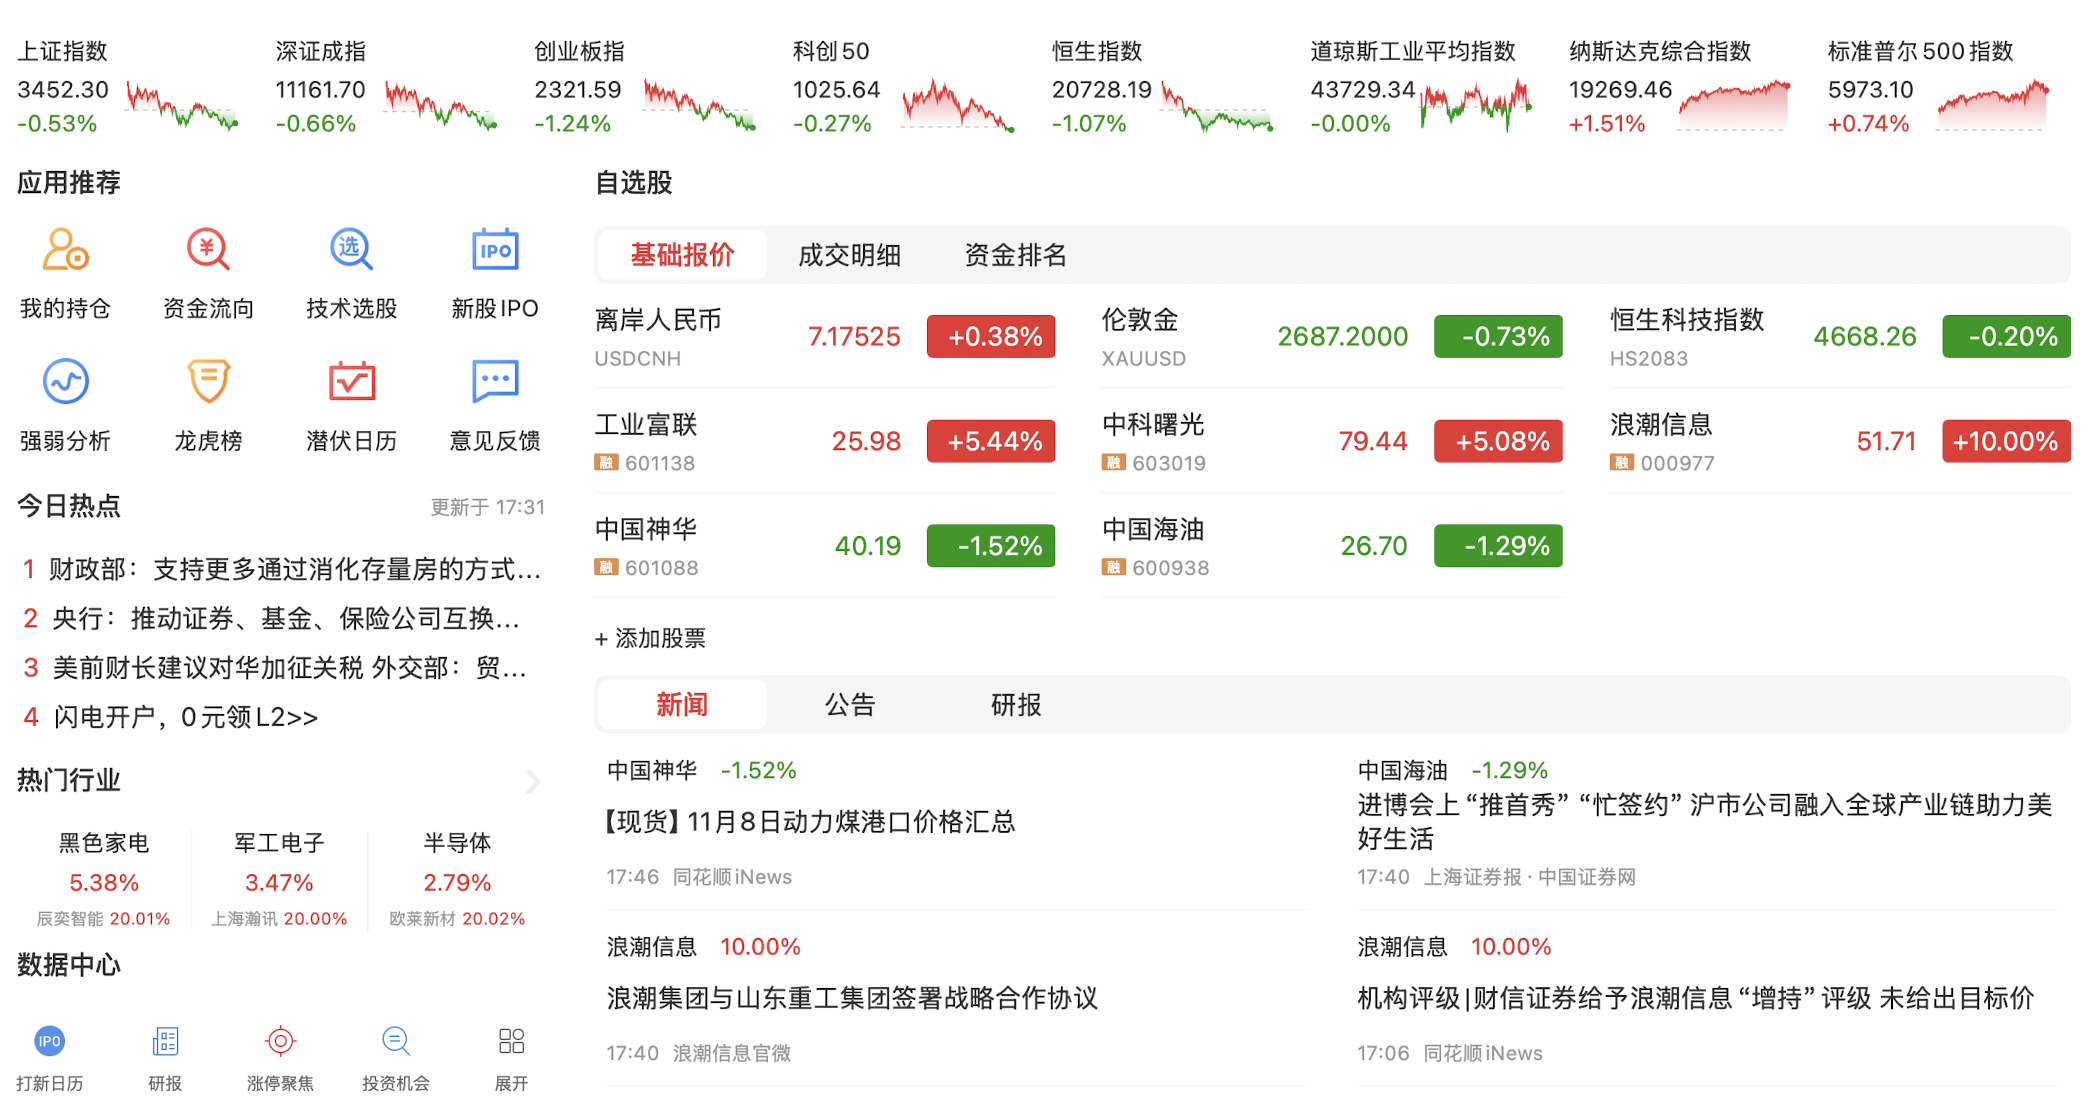 上证指数
3452.30
-0.53%
深证成指
11161.70
-0.66%
创业板指
2321.59
-1.24%
科创50
1025.64
-0.27%
恒生指数
20728.19
-1.07%
道琼斯工业平均指数
43729.34
-0.00%
纳斯达克综合指数
19269.46
+1.51%
标准普尔500指数
5973.10
+0.74%
应用推荐
¥
选
IPO
我的持仓
资金流向
技术选股
新股IPO
强弱分析
龙虎榜
潜伏日历
意见反馈
今日热点
更新于 17:31
1 财政部：支持更多通过消化存量房的方式...
2 央行：推动证券、基金、保险公司互换...
3 美前财长建议对华加征关税 外交部：贸...
4 闪电开户，0元领L2>>
热门行业
黑色家电
5.38%
辰奕智能 20.01%
军工电子
3.47%
上海瀚讯 20.00%
半导体
2.79%
欧莱新材 20.02%
数据中心
IPO
打新日历
研报
涨停聚焦
投资机会
展开
自选股
基础报价
成交明细
资金排名
离岸人民币
USDCNH
7.17525
+0.38%
伦敦金
XAUUSD
2687.2000
-0.73%
恒生科技指数
HS2083
4668.26
-0.20%
工业富联
融 601138
25.98
+5.44%
中科曙光
融 603019
79.44
+5.08%
浪潮信息
融 000977
51.71
+10.00%
中国神华
融 601088
40.19
-1.52%
中国海油
融 600938
26.70
-1.29%
+ 添加股票
新闻
公告
研报
中国神华 -1.52%
【现货】11月8日动力煤港口价格汇总
17:46 同花顺iNews
中国海油 -1.29%
进博会上“推首秀”“忙签约” 沪市公司融入全球产业链助力美
好生活
17:40 上海证券报·中国证券网
浪潮信息 10.00%
浪潮集团与山东重工集团签署战略合作协议
17:40 浪潮信息官微
浪潮信息 10.00%
机构评级|财信证券给予浪潮信息“增持”评级 未给出目标价
17:06 同花顺iNews